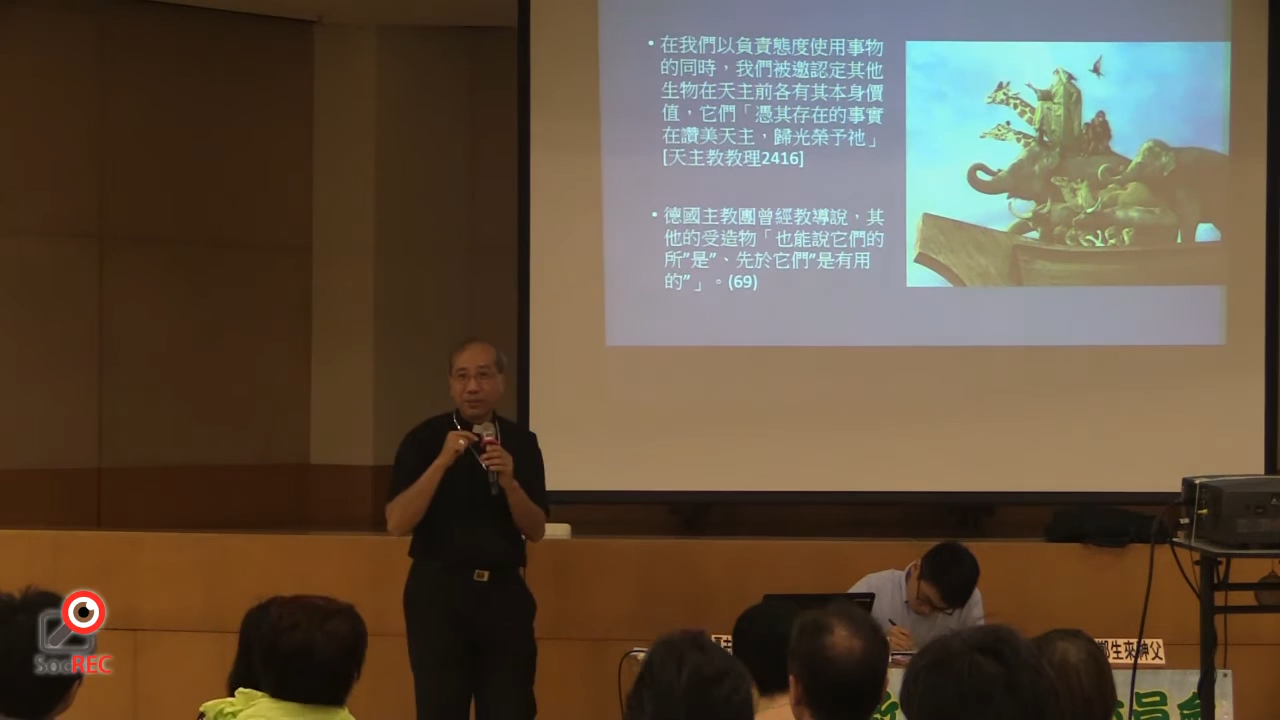 • 在我們以負責態度使用事物
的同時，我們被邀認定其他
生物在天主前各有其本身價
值，它們「憑其存在的事實
在讚美天主，歸光榮予祂」
[天主教教理2416]
• 德國主教團曾經教導說，其
他的受造物「也能說它們的
所”是”、先於它們”是有用
的”」。(69)
鄭生來神父
SocREC